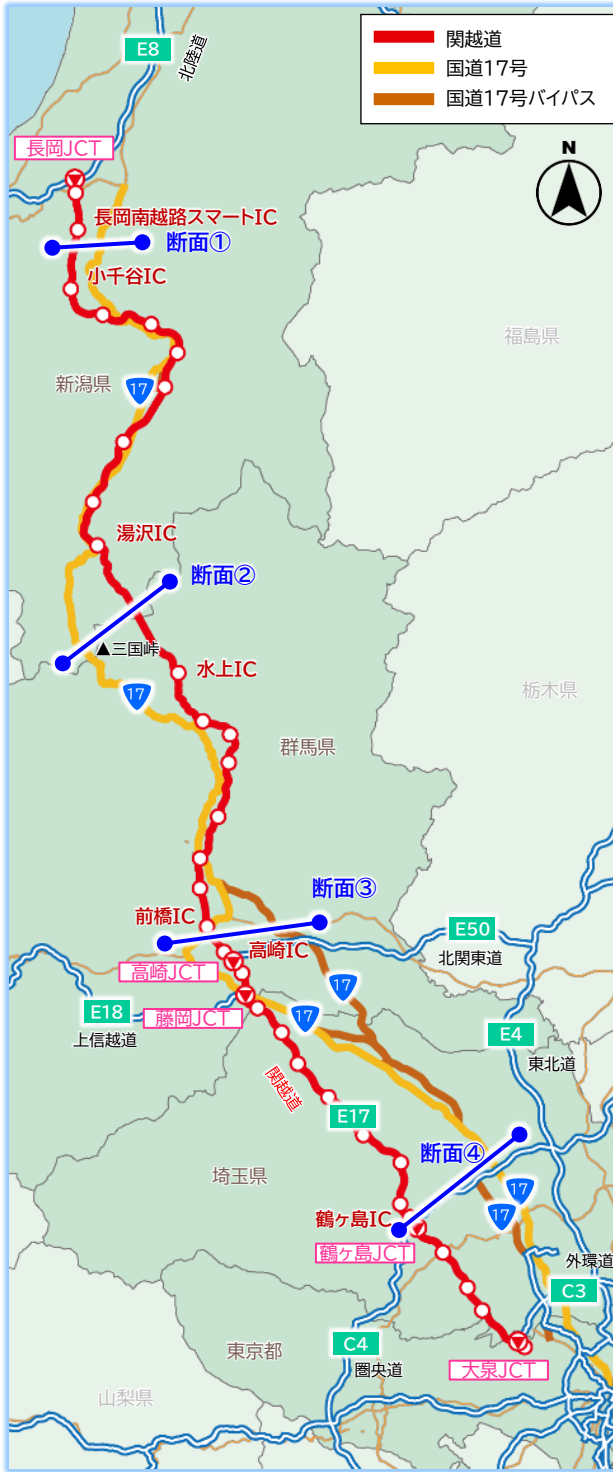 関越道
国道17号
国道17号バイパス
E8
北陸道
N
長岡JCT
長岡南越路スマートIC
断面①
小千谷IC
福島県
新潟県
17
湯沢IC
断面②
▲三国峠
水上IC
17
栃木県
群馬県
断面③
前橋IC
E50
高崎IC
北関東道
高崎JCT
17
E18
藤岡JCT
17
E4
上信越道
東北道
関越道
E17
断面④
埼玉県
鶴ヶ島IC
17
17
鶴ヶ島JCT
外環道
C3
C4
東京都
圏央道
大泉JCT
山梨県